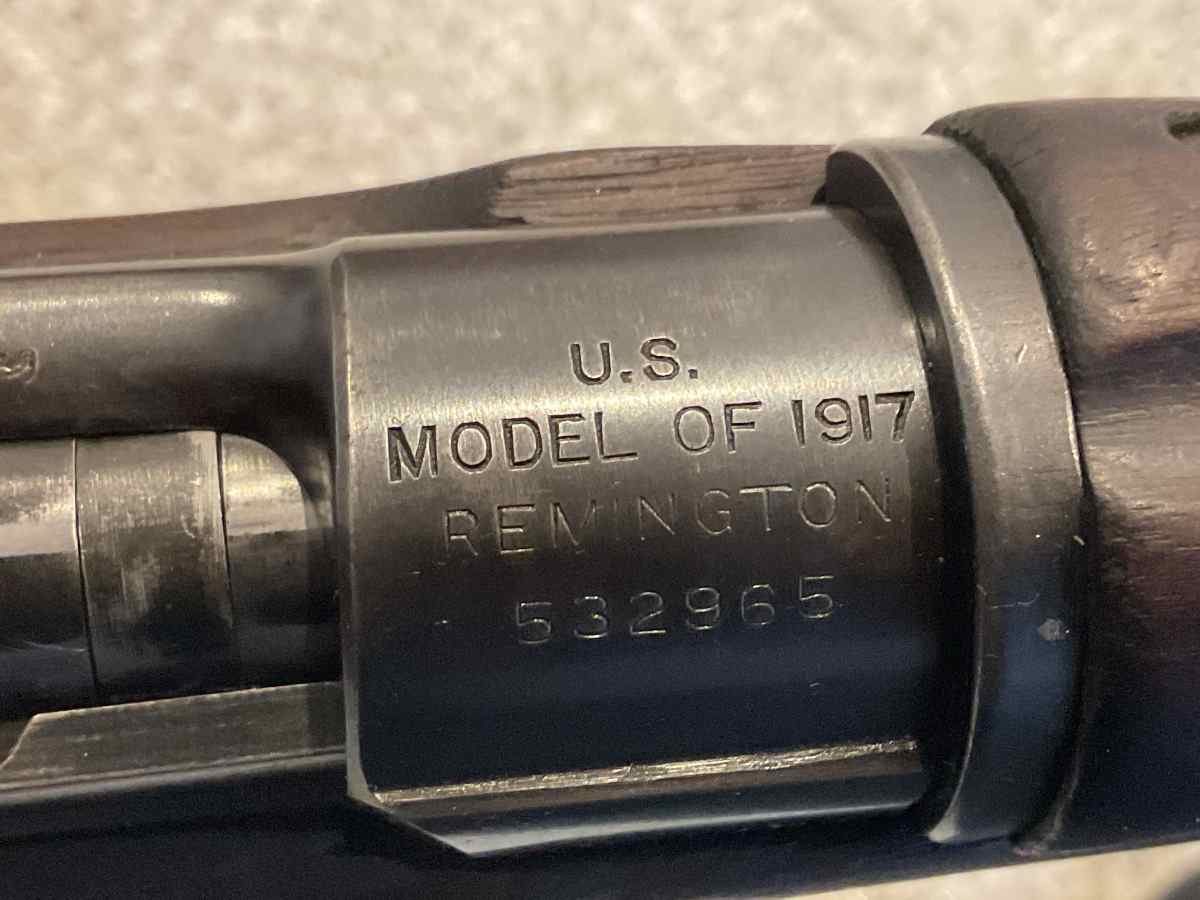 U.S.
MODEL OF 1917
REMINGTON
532965